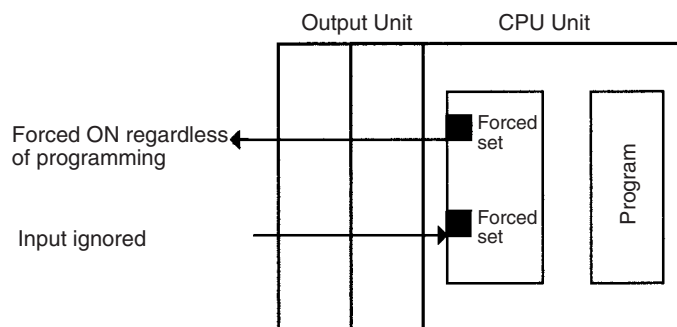 Output Unit
CPU Unit
Forced ON regardless
of programming
Forced
set
Input ignored
Forced
set
Program